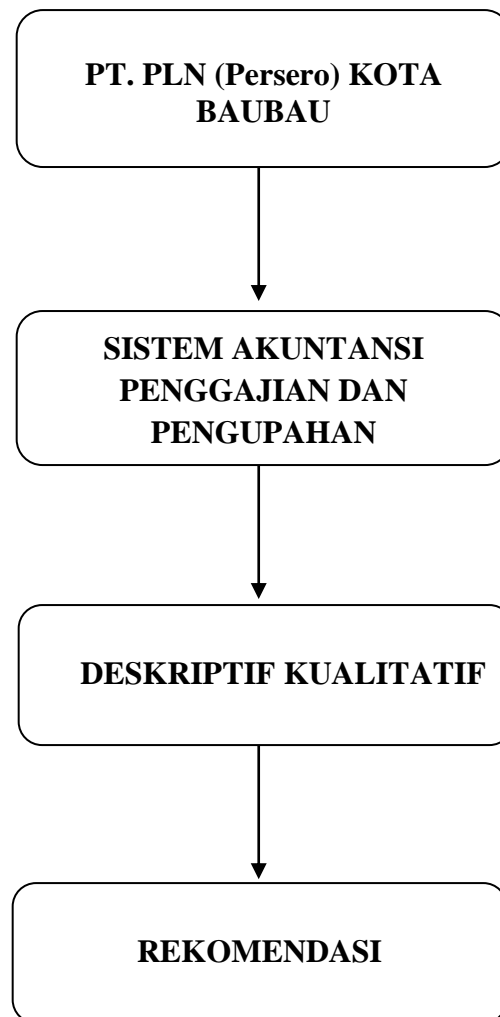 PT. PLN (Persero) KOTA
BAUBAU
SISTEM AKUNTANSI
PENGGAJIAN DAN
PENGUPAHAN
DESKRIPTIF KUALITATIF
REKOMENDASI